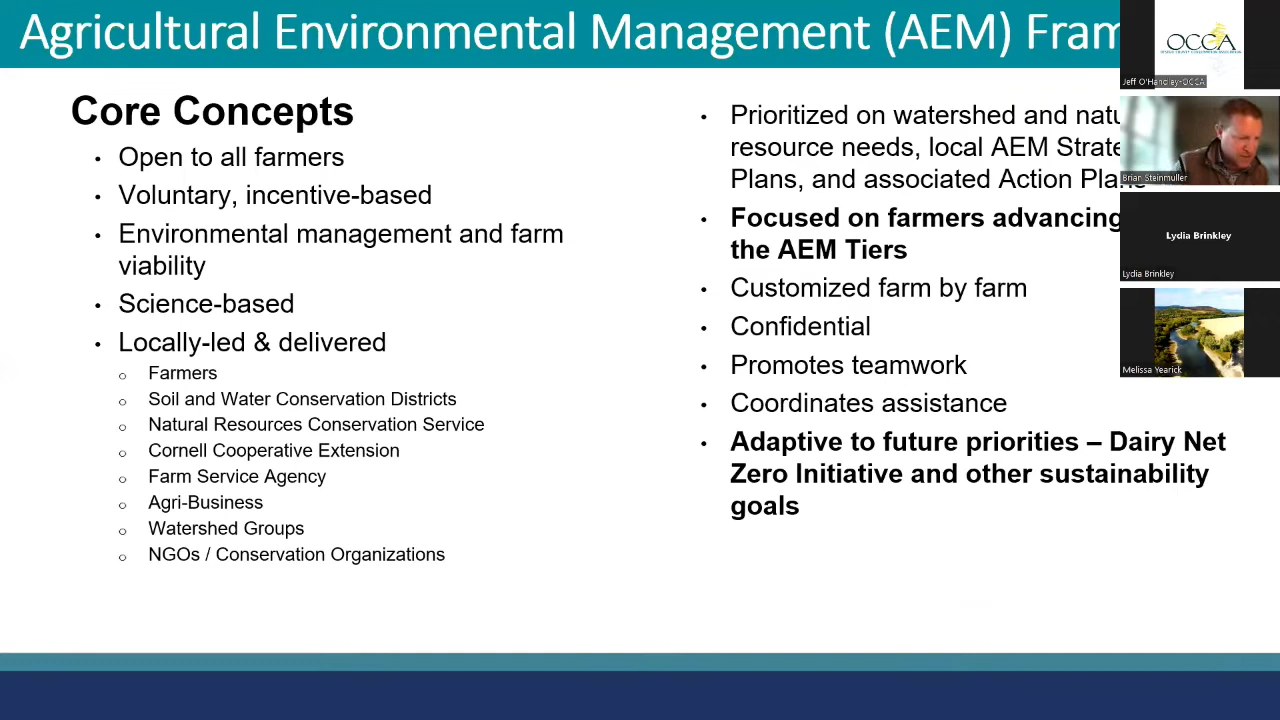 Agricultural Environmental Management (AEM) Fram
Core Concepts
• Open to all farmers
• Voluntary, incentive-based
• Environmental management and farm
viability
• Science-based
• Locally-led & delivered
o Farmers
o Soil and Water Conservation Districts
o Natural Resources Conservation Service
o Cornell Cooperative Extension
o Farm Service Agency
o Agri-Business
o Watershed Groups
o NGOs / Conservation Organizations
• Prioritized on watershed and natu
resource needs, local AEM Strate
Plans, and associated Action Plans
• Focused on farmers advancing
the AEM Tiers
• Customized farm by farm
• Confidential
• Promotes teamwork
• Coordinates assistance
• Adaptive to future priorities – Dairy Net
Zero Initiative and other sustainability
goals
OCCA
Jeff O'Handley-OCCA
Brian Steinmuller
Lydia Brinkley
Lydia Brinkley
Melissa Yearick